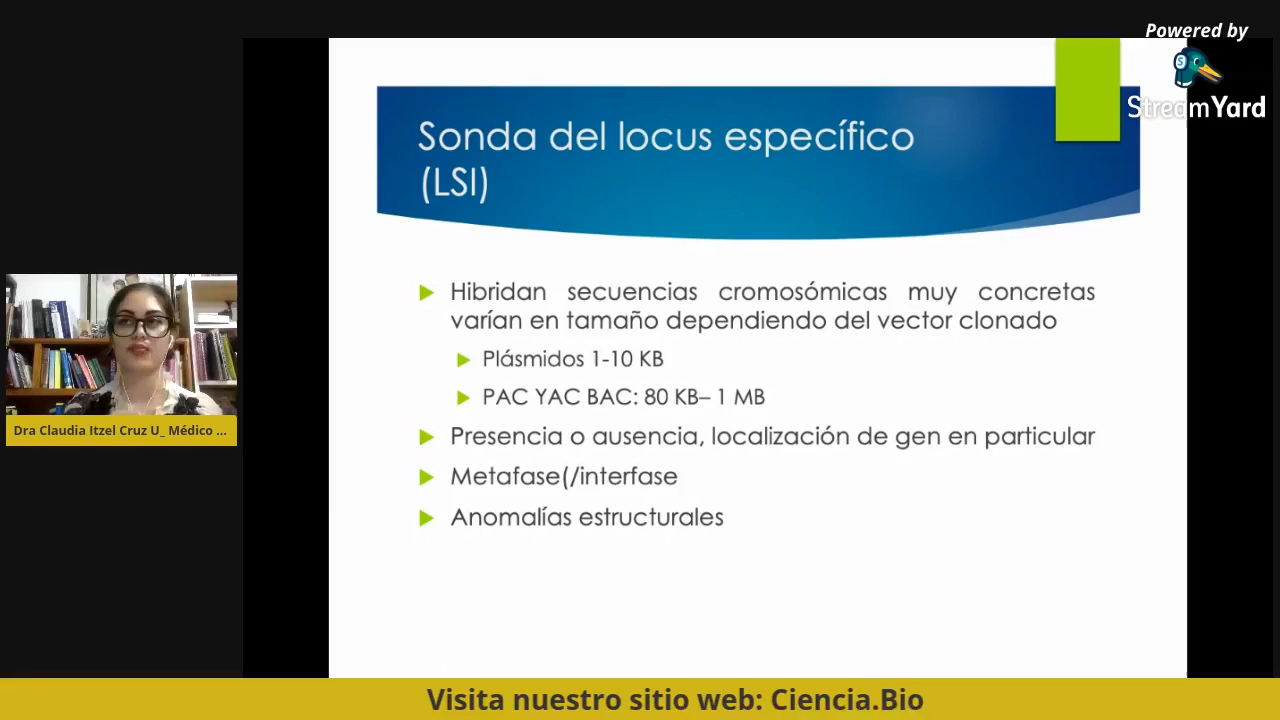 Powered by
StreamYard
Sonda del locus específico
(LSI)
Hibridan secuencias cromosómicas muy concretas
varían en tamaño dependiendo del vector clonado
Plásmidos 1-10 KB
PAC YAC BAC: 80 KB– 1 MB
Presencia o ausencia, localización de gen en particular
Metafase(/interfase
Anomalías estructurales
Dra Claudia Itzel Cruz U_ Médico ...
Visita nuestro sitio web: Ciencia.Bio